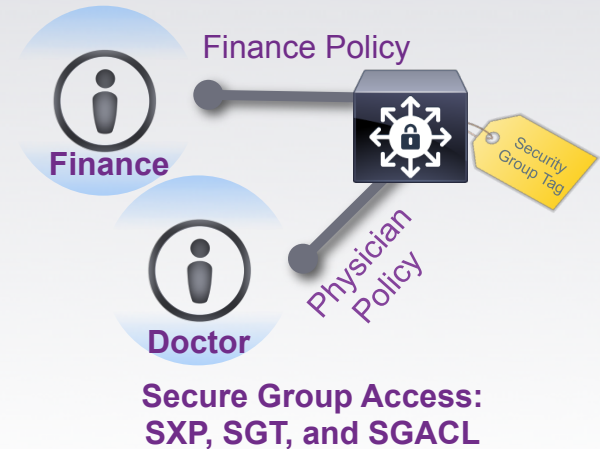 Finance Policy
Finance
Security
Group Tag
Physician
Policy
Doctor
Secure Group Access:
SXP, SGT, and SGACL